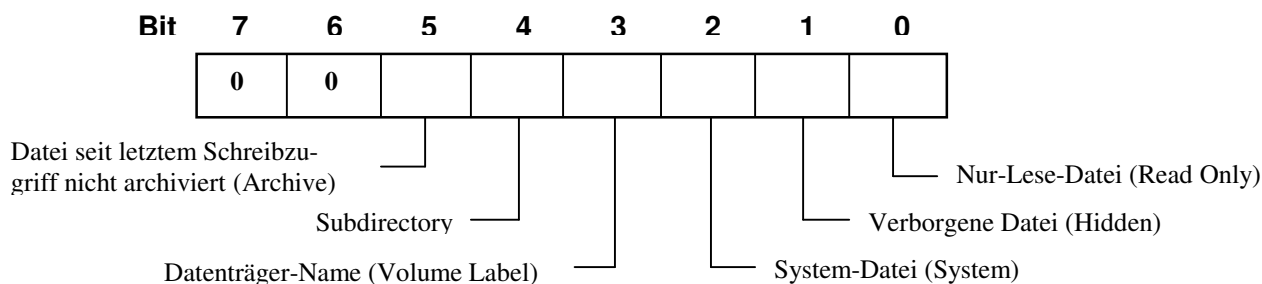 Bit 7 6 5 4 3 2 1 0
0 0
Datei seit letztem Schreibzu-
griff nicht archiviert (Archive)
Nur-Lese-Datei (Read Only)
Subdirectory
Verborgene Datei (Hidden)
Datenträger-Name (Volume Label)
System-Datei (System)